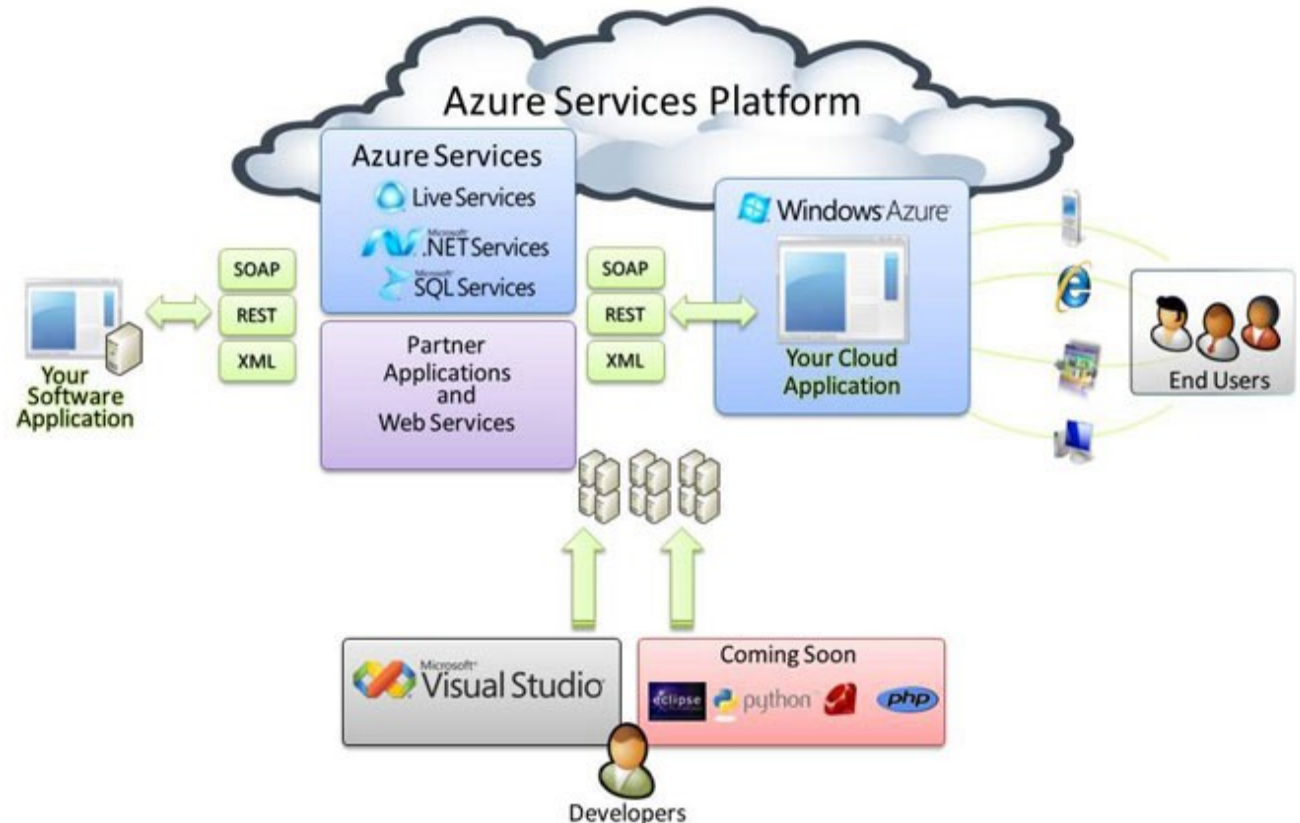 Azure Services Platform
Azure Services
Live Services
Microsoft®
.NET Services
Microsoft®
SQL Services
Partner
Applications
and
Web Services
SOAP
REST
XML
Your
Software
Application
SOAP
REST
XML
Windows Azure™
Your Cloud
Application
End Users
Microsoft®
Visual Studio®
Coming Soon
eclipse
python™
php
Developers